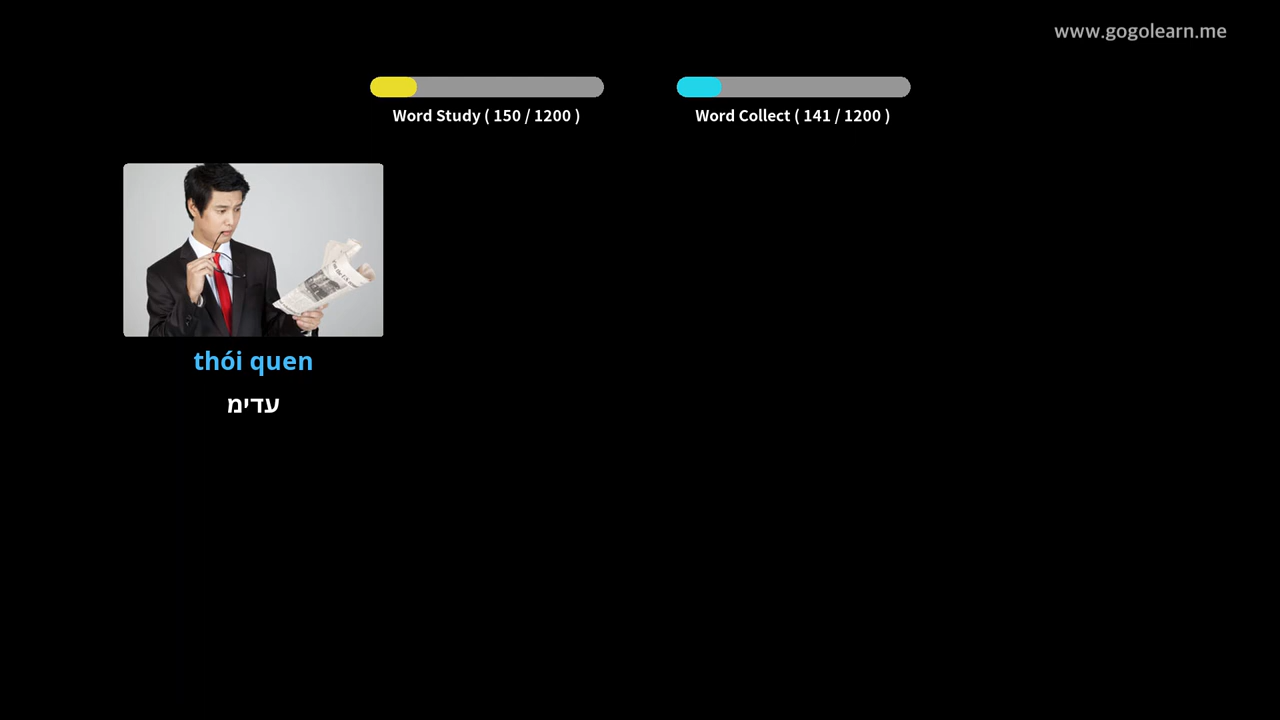 www.gogolearn.me
Word Study ( 150 / 1200 )
Word Collect ( 141 / 1200 )
thói quen
עדימ